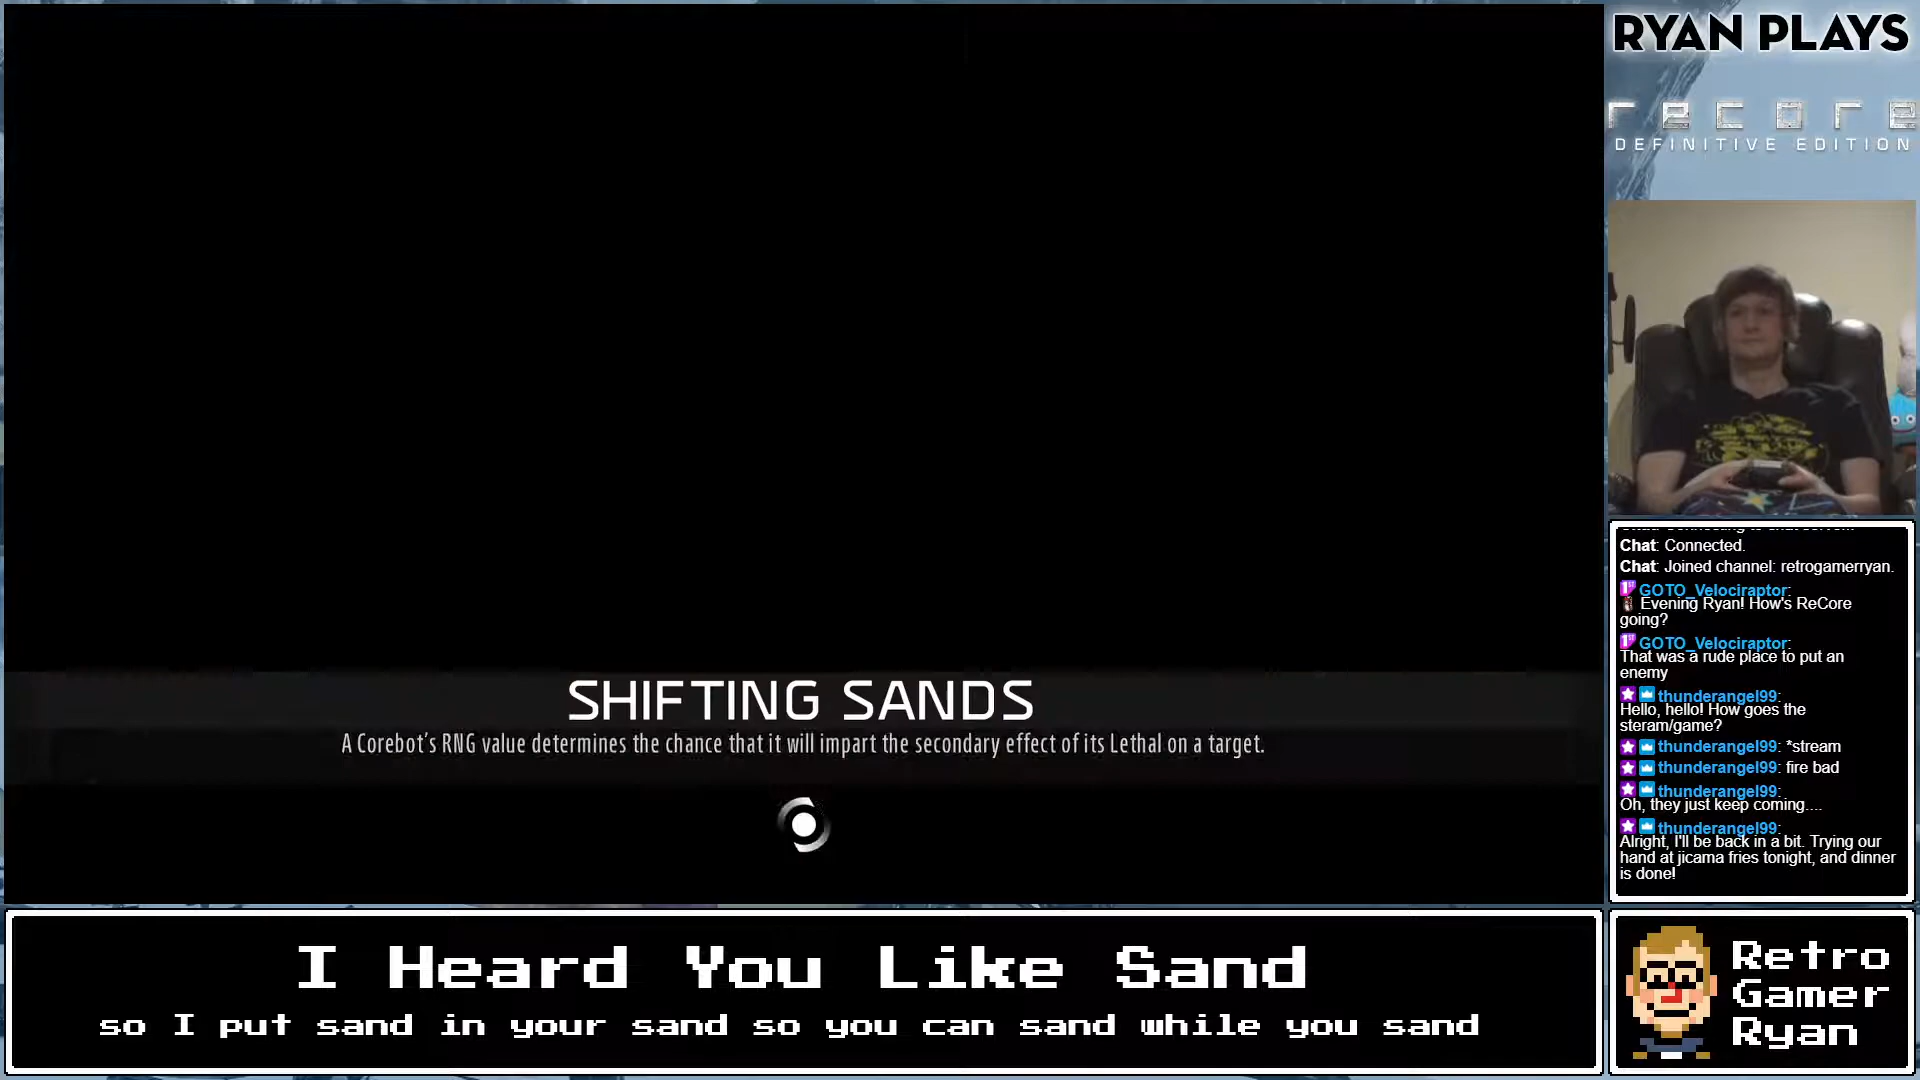 RYAN PLAYS
recore
DEFINITIVE EDITION
SHIFTING SANDS
A Corebot's RNG value determines the chance that it will impart the secondary effect of its Lethal on a target.
Chat: Connected.
Chat: Joined channel: retrogamerryan.
GOTO_Velociraptor:
Evening Ryan! How's ReCore
going?
GOTO_Velociraptor:
That was a rude place to put an
enemy
thunderangel99:
Hello, hello! How goes the
steram/game?
thunderangel99: *stream
thunderangel99: fire bad
thunderangel99:
Oh, they just keep coming....
thunderangel99:
Alright, I'll be back in a bit. Trying our
hand at jicama fries tonight, and dinner
is done!
I Heard You Like Sand
so I put sand in your sand so you can sand while you sand
Retro
Gamer
Ryan